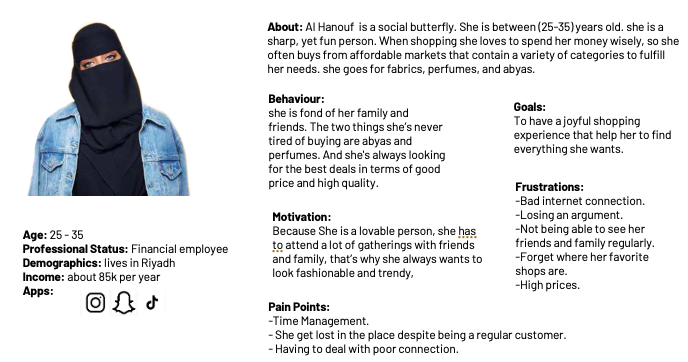 About: Al Hanouf is a social butterfly. She is between (25-35) years old. she is a
sharp, yet fun person. When shopping she loves to spend her money wisely, so she
often buys from affordable markets that contain a variety of categories to fulfill
her needs. she goes for fabrics, perfumes, and abayas.
Behaviour:
she is fond of her family and
friends. The two things she's never
tired of buying are abyas and
perfumes. And she's always looking
for the best deals in terms of good
price and high quality.
Goals:
To have a joyful shopping
experience that help her to find
everything she wants.
Motivation:
Because She is a lovable person, she has
to attend a lot of gatherings with friends
and family, that's why she always wants to
look fashionable and trendy,
Frustrations:
-Bad internet connection.
-Losing an argument.
-Not being able to see her
friends and family regularly.
-Forget where her favorite
shops are.
-High prices.
Age: 25 - 35
Professional Status: Financial employee
Demographics: lives in Riyadh
Income: about 85k per year
Apps:
Pain Points:
-Time Management.
- She get lost in the place despite being a regular customer.
- Having to deal with poor connection.